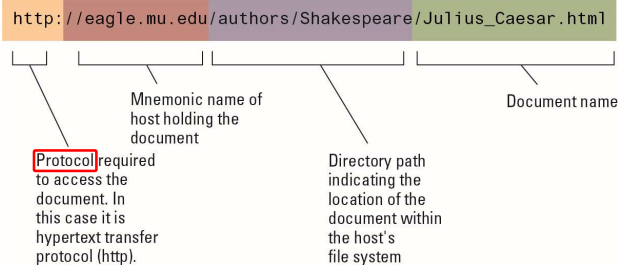 http://eagle.mu.edu/authors/Shakespeare/Julius_Caesar.html
Mnemonic name of
host holding the
document
Document name
Protocol required
to access the
document. In
this case it is
hypertext transfer
protocol (http).
Directory path
indicating the
location of the
document within
the host's
file system